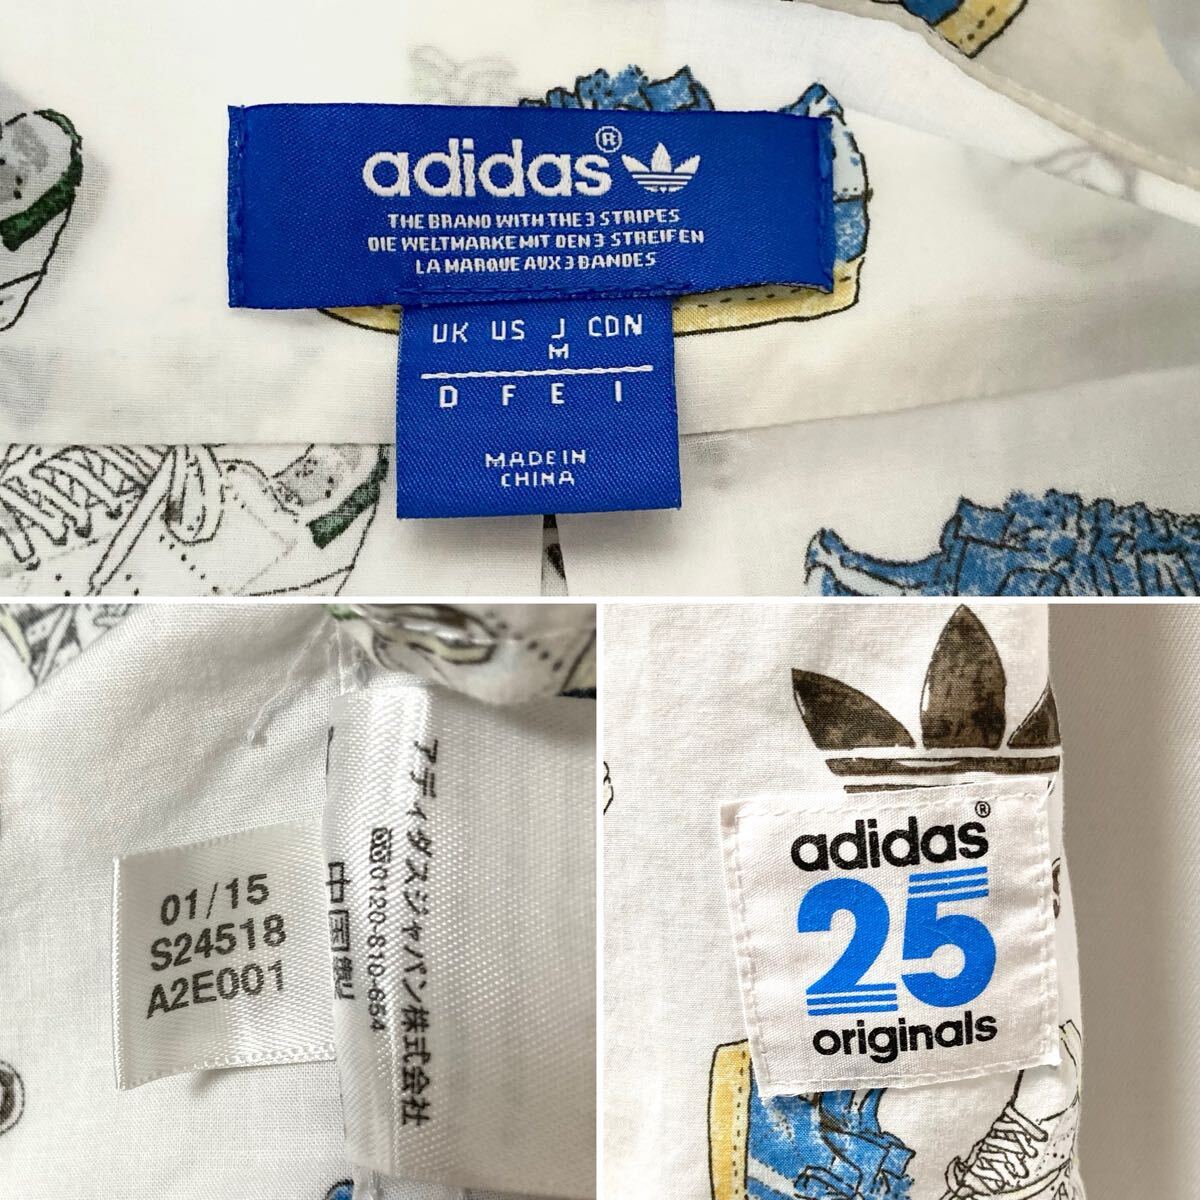 adidas®
THE BRAND WITH THE 3 STRIPES
DIE WELTMARKE MIT DEN 3 STREIFEN
LA MARQUE AUX 3 BANDES
UK US J CDN
M
D F E I
MADE IN
CHINA
01/15
S24518
A2E001
アディダスジャパン株式会社
0120-810-654
中国製
adidas®
25
originals